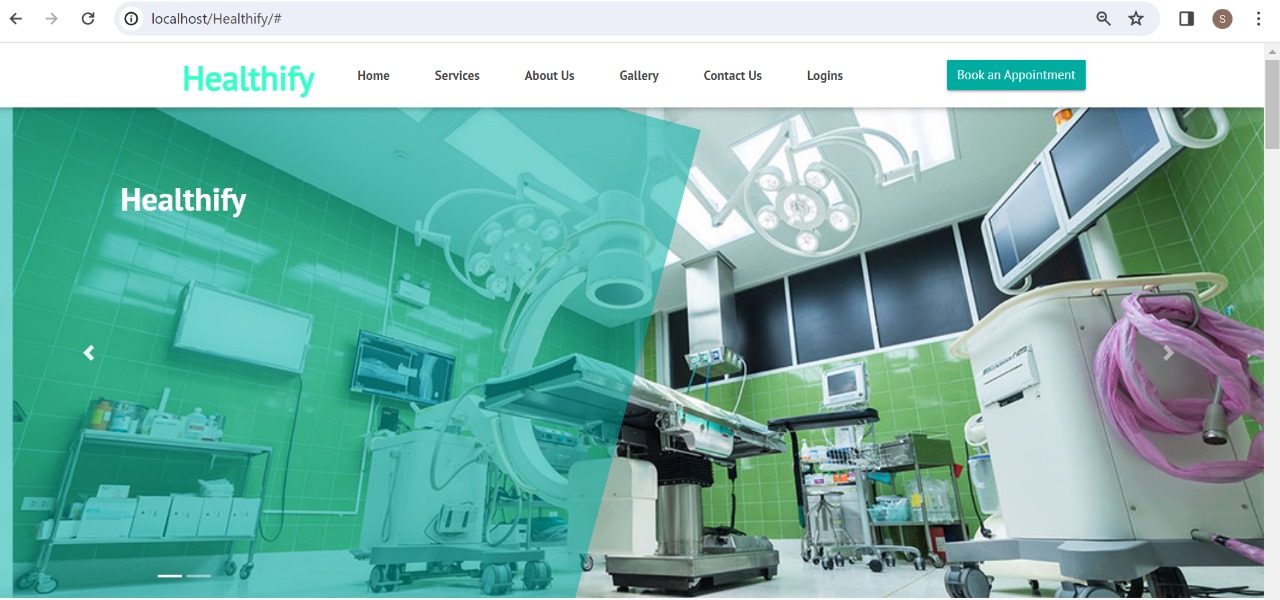 localhost/Healthify/#
S
Healthify Home Services About Us Gallery Contact Us Logins Book an Appointment
Healthify